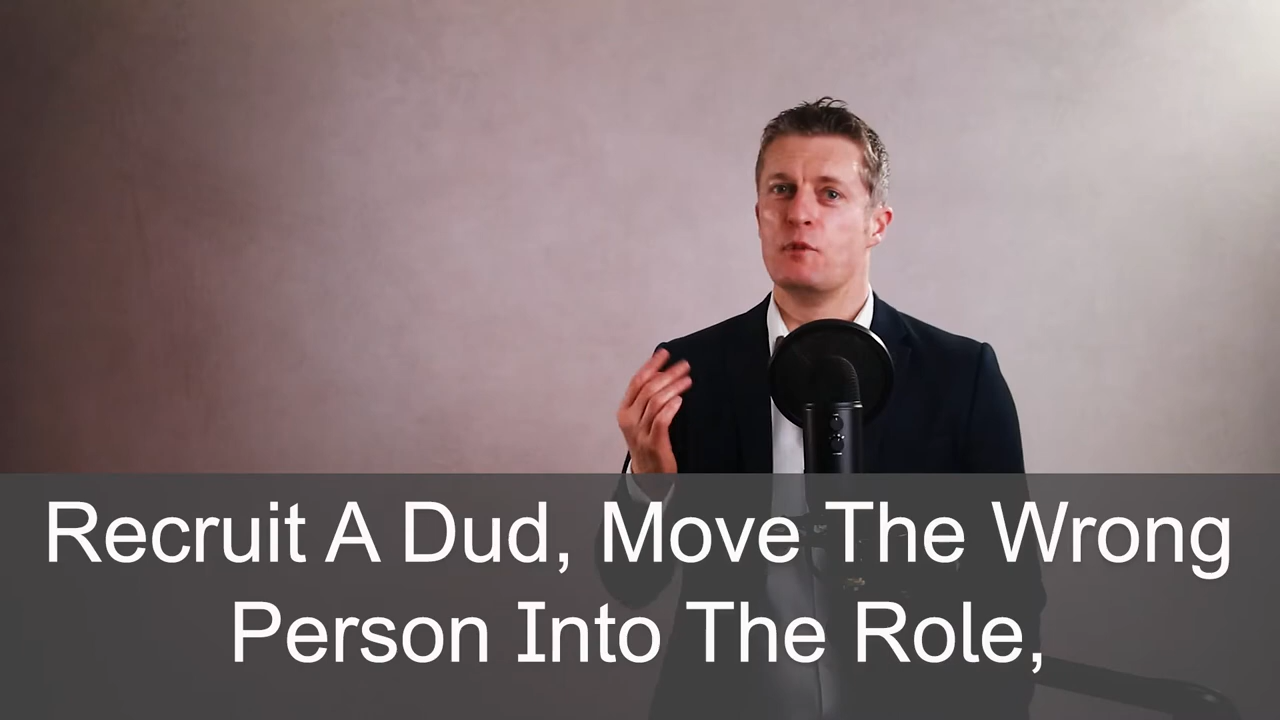 Recruit A Dud, Move The Wrong
Person Into The Role,